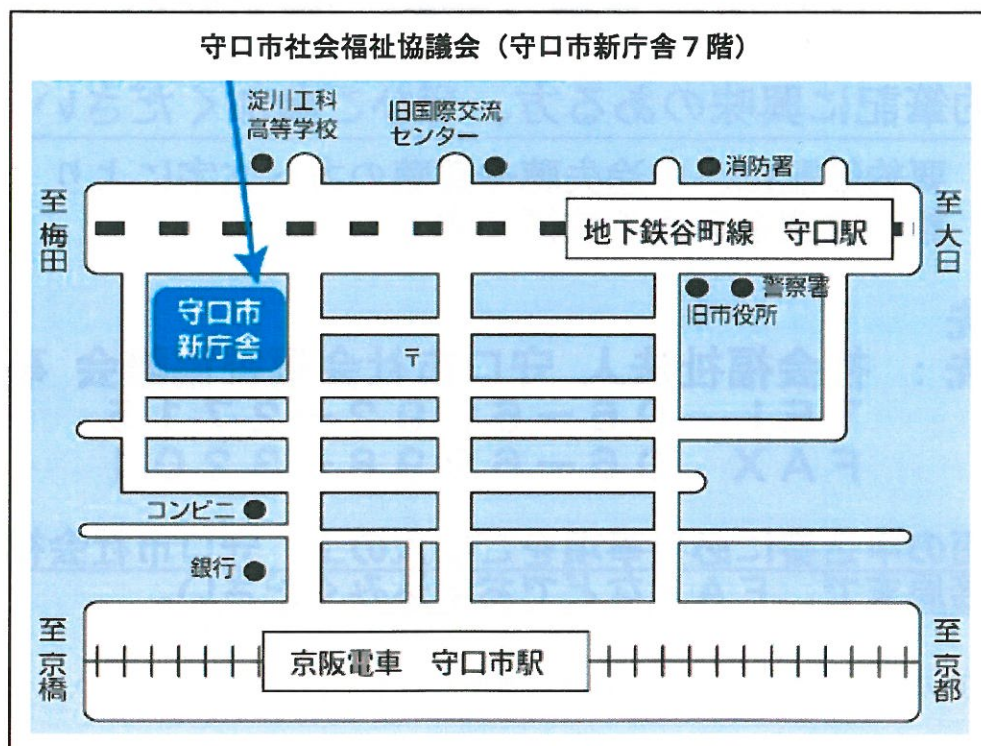 守口市社会福祉協議会（守口市新庁舎７階）
淀川工科
高等学校
旧国際交流
センター
消防署
至梅田
地下鉄谷町線　守口駅
至大日
守口市
新庁舎
警察署
旧市役所
〒
コンビニ
銀行
至京橋
京阪電車　守口市駅
至京都